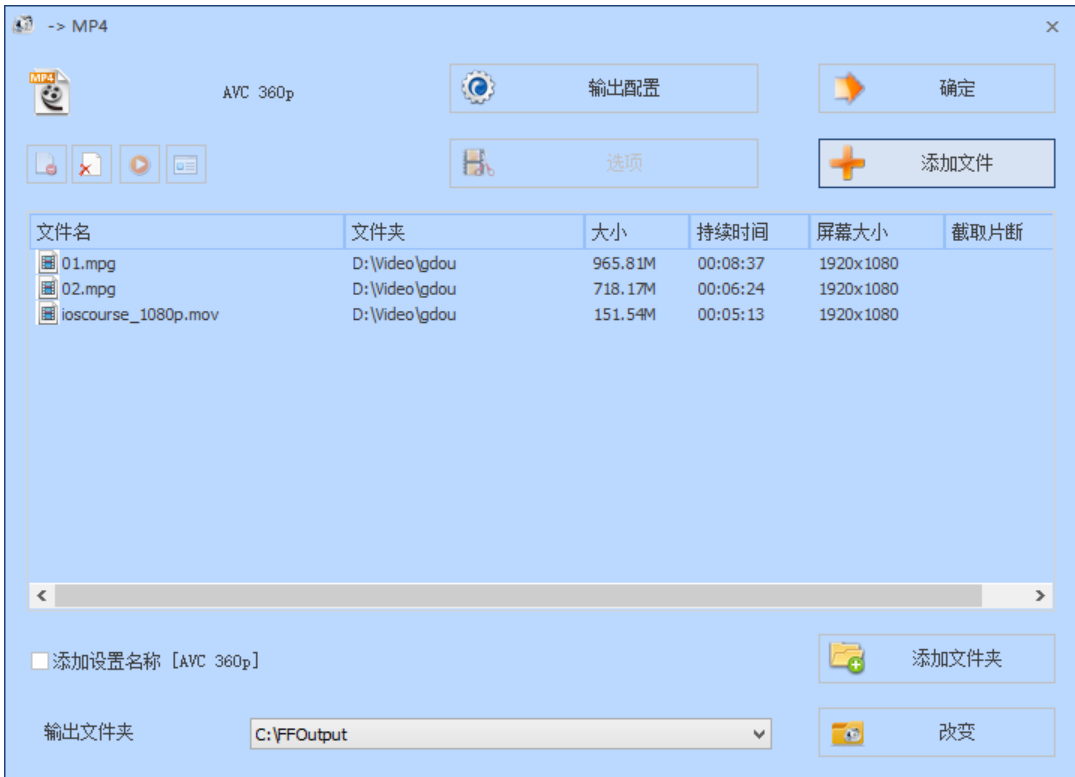 -> MP4
MP4
AVC 360p
输出配置
确定
选项
添加文件
文件名 文件夹 大小 持续时间 屏幕大小 截取片断
01.mpg D:\Video\gdou 965.81M 00:08:37 1920x1080
02.mpg D:\Video\gdou 718.17M 00:06:24 1920x1080
ioscourse_1080p.mov D:\Video\gdou 151.54M 00:05:13 1920x1080
添加设置名称 [AVC 360p]
添加文件夹
输出文件夹
C:\FFOutput
改变